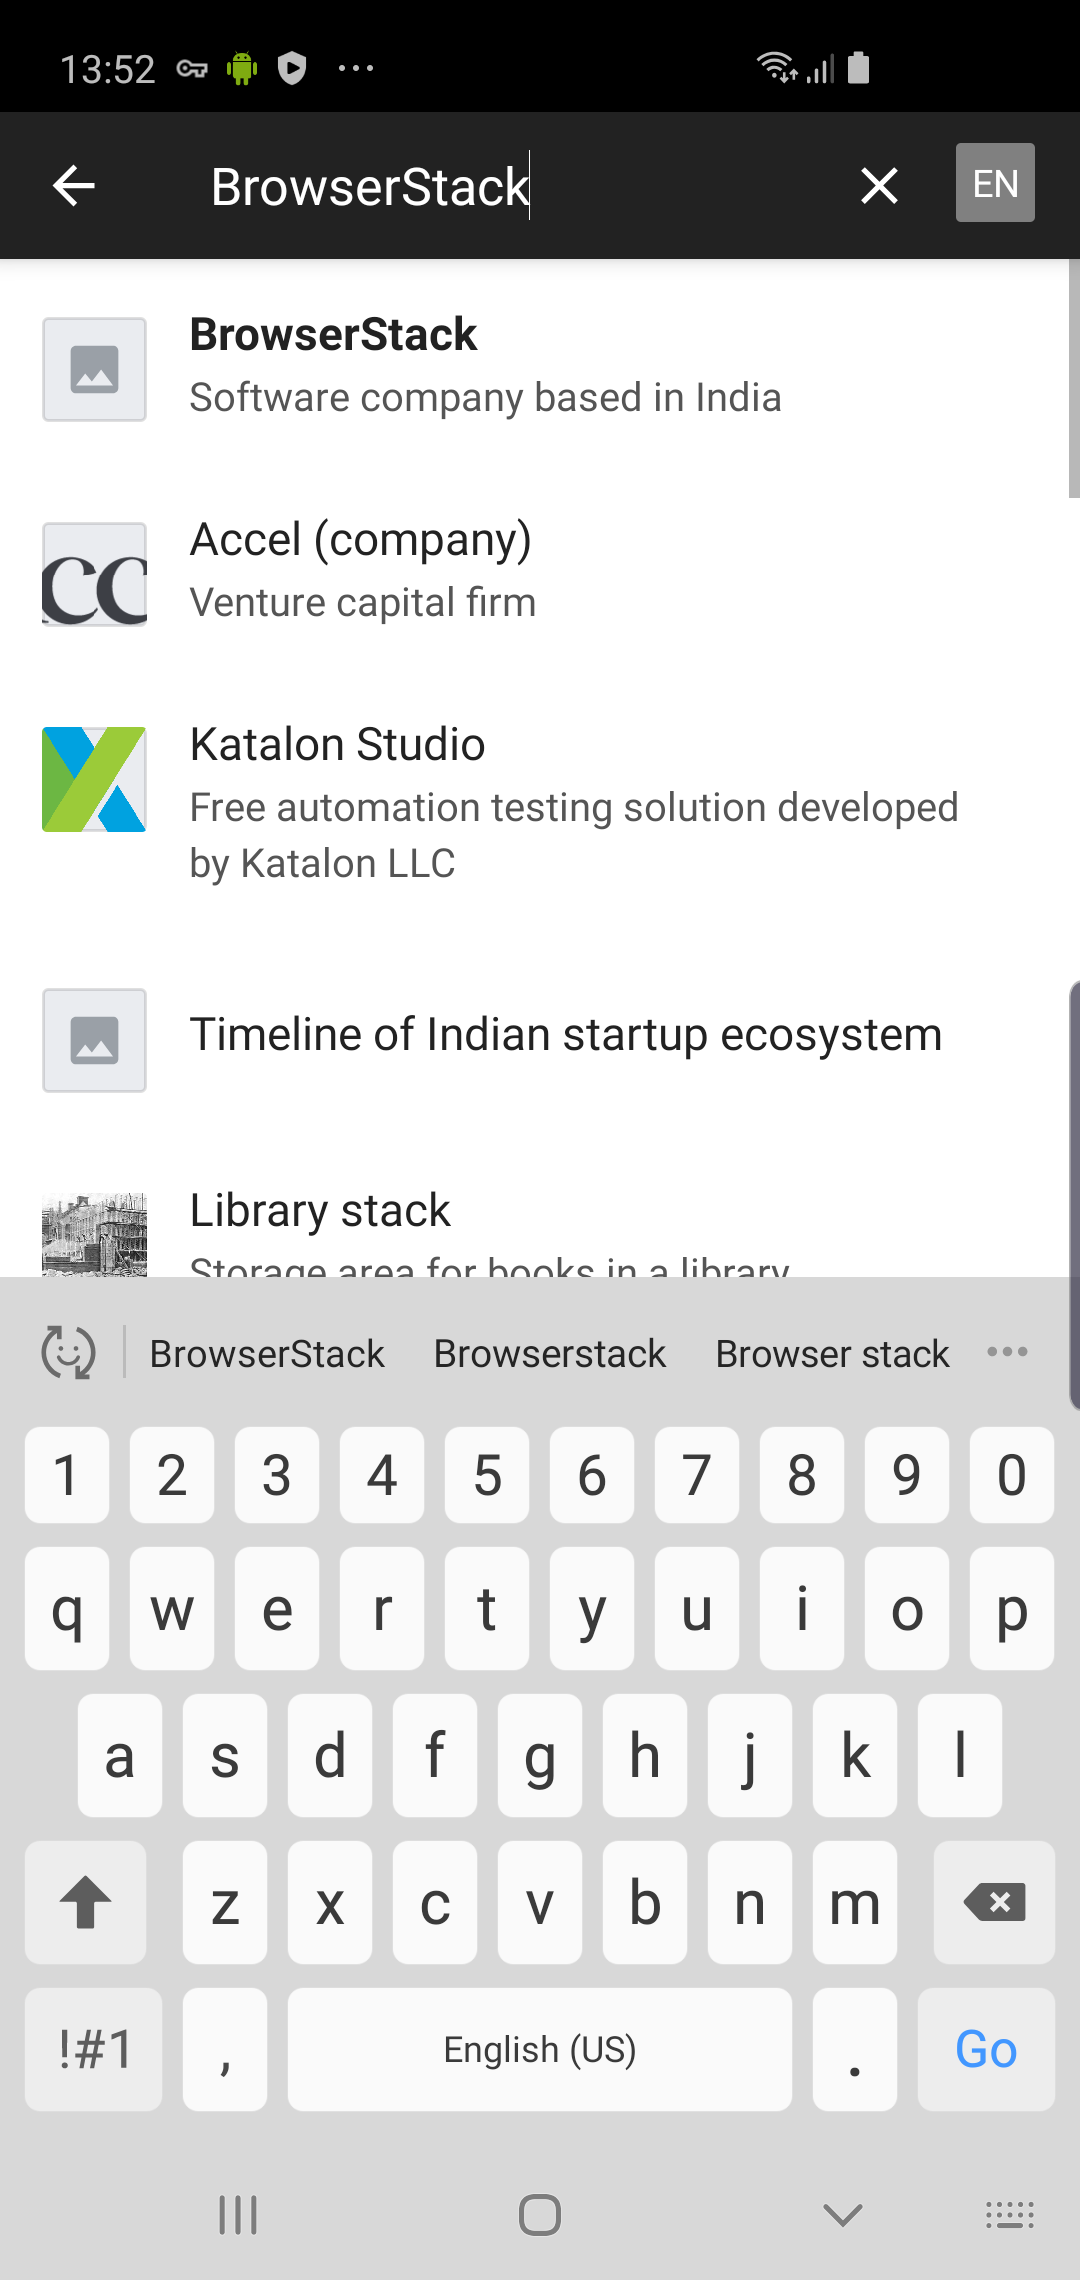 13:52
BrowserStack
EN
BrowserStack
Software company based in India
CC
Accel (company)
Venture capital firm
Katalon Studio
Free automation testing solution developed
by Katalon LLC
Timeline of Indian startup ecosystem
Library stack
Storage area for books in a library
BrowserStack Browserstack Browser stack
1 2 3 4 5 6 7 8 9 0
q w e r t y u i o p
a s d f g h j k l
z x c v b n m
!#1 , English (US) . Go